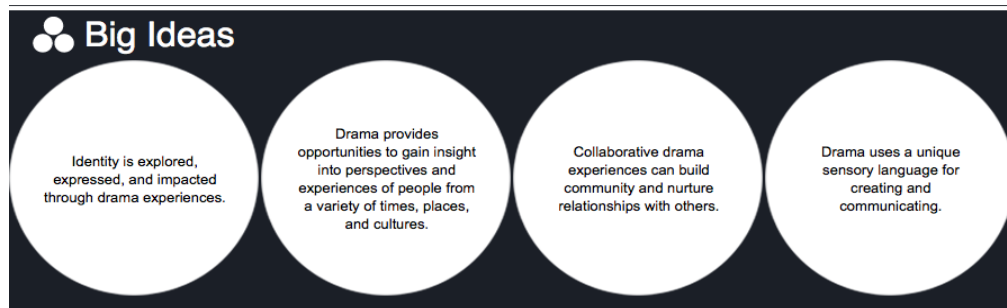 Big Ideas
Identity is explored,
expressed, and impacted
through drama experiences.
Drama provides
opportunities to gain insight
into perspectives and
experiences of people from
a variety of times, places,
and cultures.
Collaborative drama
experiences can build
community and nurture
relationships with others.
Drama uses a unique
sensory language for
creating and
communicating.